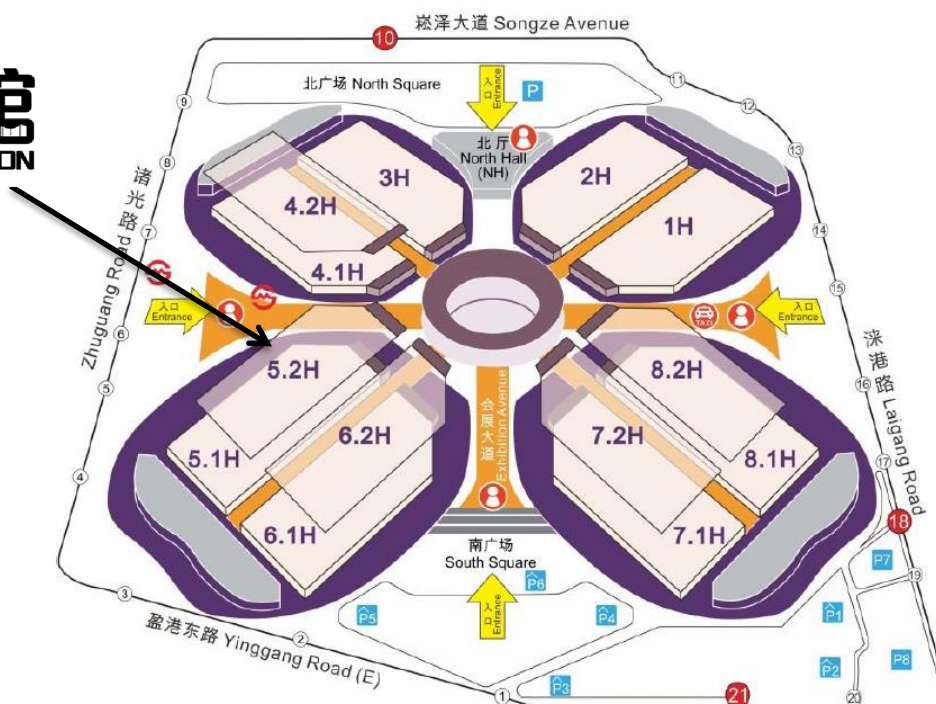 崧泽大道 Songze Avenue
10
11
12
13
14
15
16
17
18
19
20
21
9
8
7
6
5
4
3
2
1
馆
ON
北广场 North Square
入口
Entrance
P
北厅
North Hall
(NH)
3H
2H
4.2H
1H
4.1H
诸光路 Zhuguang Road
入口
Entrance
TAXI
入口
Entrance
涞港路 Laigang Road
5.2H
8.2H
6.2H
7.2H
会展大道
Exhibition Avenue
5.1H
8.1H
6.1H
7.1H
南广场
South Square
入口
Entrance
P7
P6
P5
P4
P1
P2
P8
P3
盈港东路 Yinggang Road (E)